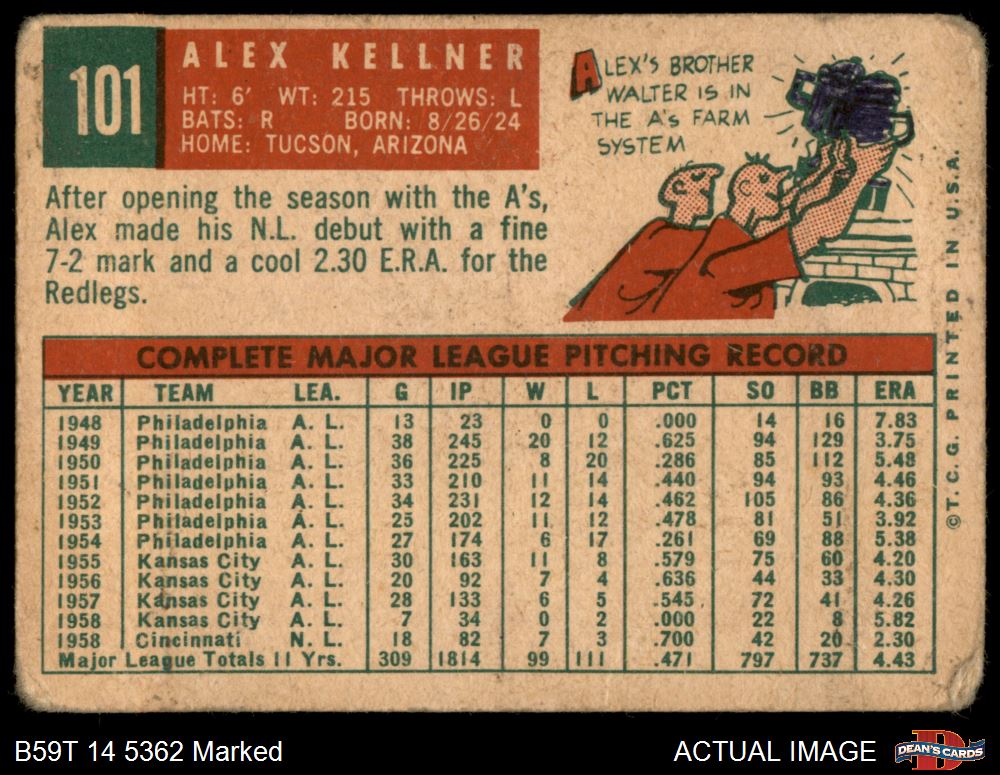 101
ALEX KELLNER
HT: 6' WT: 215 THROWS: L
BATS: R BORN: 8/26/24
HOME: TUCSON, ARIZONA
ALEX'S BROTHER
WALTER IS IN
THE A'S FARM
SYSTEM
After opening the season with the A's,
Alex made his N.L. debut with a fine
7-2 mark and a cool 2.30 E.R.A. for the
Redlegs.
COMPLETE MAJOR LEAGUE PITCHING RECORD
YEAR TEAM LEA. G IP W L PCT SO BB ERA
1948 Philadelphia A. L. 13 23 0 0 .000 14 16 7.83
1949 Philadelphia A. L. 38 245 20 12 .625 94 129 3.75
1950 Philadelphia A. L. 36 225 8 20 .286 85 112 5.48
1951 Philadelphia A. L. 33 210 11 14 .440 94 93 4.46
1952 Philadelphia A. L. 34 231 12 14 .462 105 86 4.36
1953 Philadelphia A. L. 25 202 11 12 .478 81 51 3.92
1954 Philadelphia A. L. 27 174 6 17 .261 69 88 5.38
1955 Kansas City A. L. 30 163 11 8 .579 75 60 4.20
1956 Kansas City A. L. 20 92 7 4 .636 44 33 4.30
1957 Kansas City A. L. 28 133 6 5 .545 72 41 4.26
1958 Kansas City A. L. 7 34 0 2 .000 22 8 5.82
1958 Cincinnati N. L. 18 82 7 3 .700 42 20 2.30
Major League Totals 11 Yrs. 309 1814 99 111 .471 797 737 4.43
©T.C.G. PRINTED IN U.S.A.
B59T 14 5362 Marked
ACTUAL IMAGE
DEAN'S CARDS